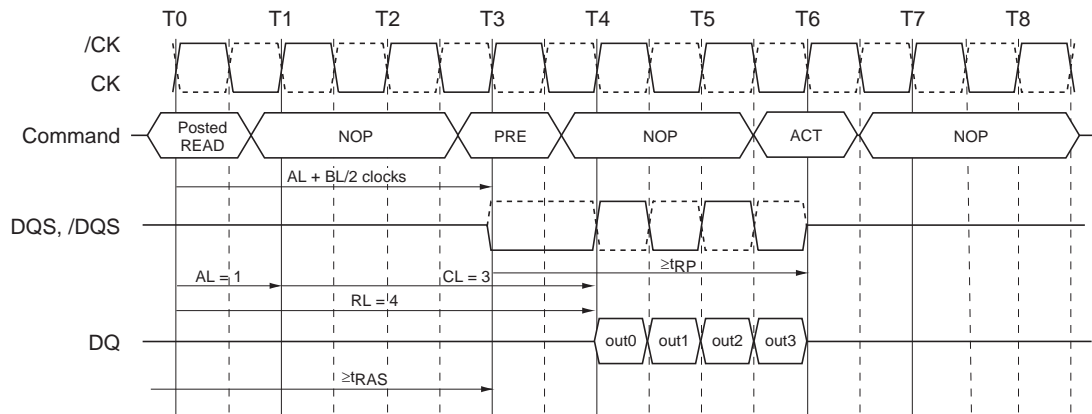 T0 T1 T2 T3 T4 T5 T6 T7 T8
/CK
CK
Command Posted READ NOP PRE NOP ACT NOP
AL + BL/2 clocks
DQS, /DQS
≥tRP
AL = 1 CL = 3
RL = 4
DQ out0 out1 out2 out3
≥tRAS